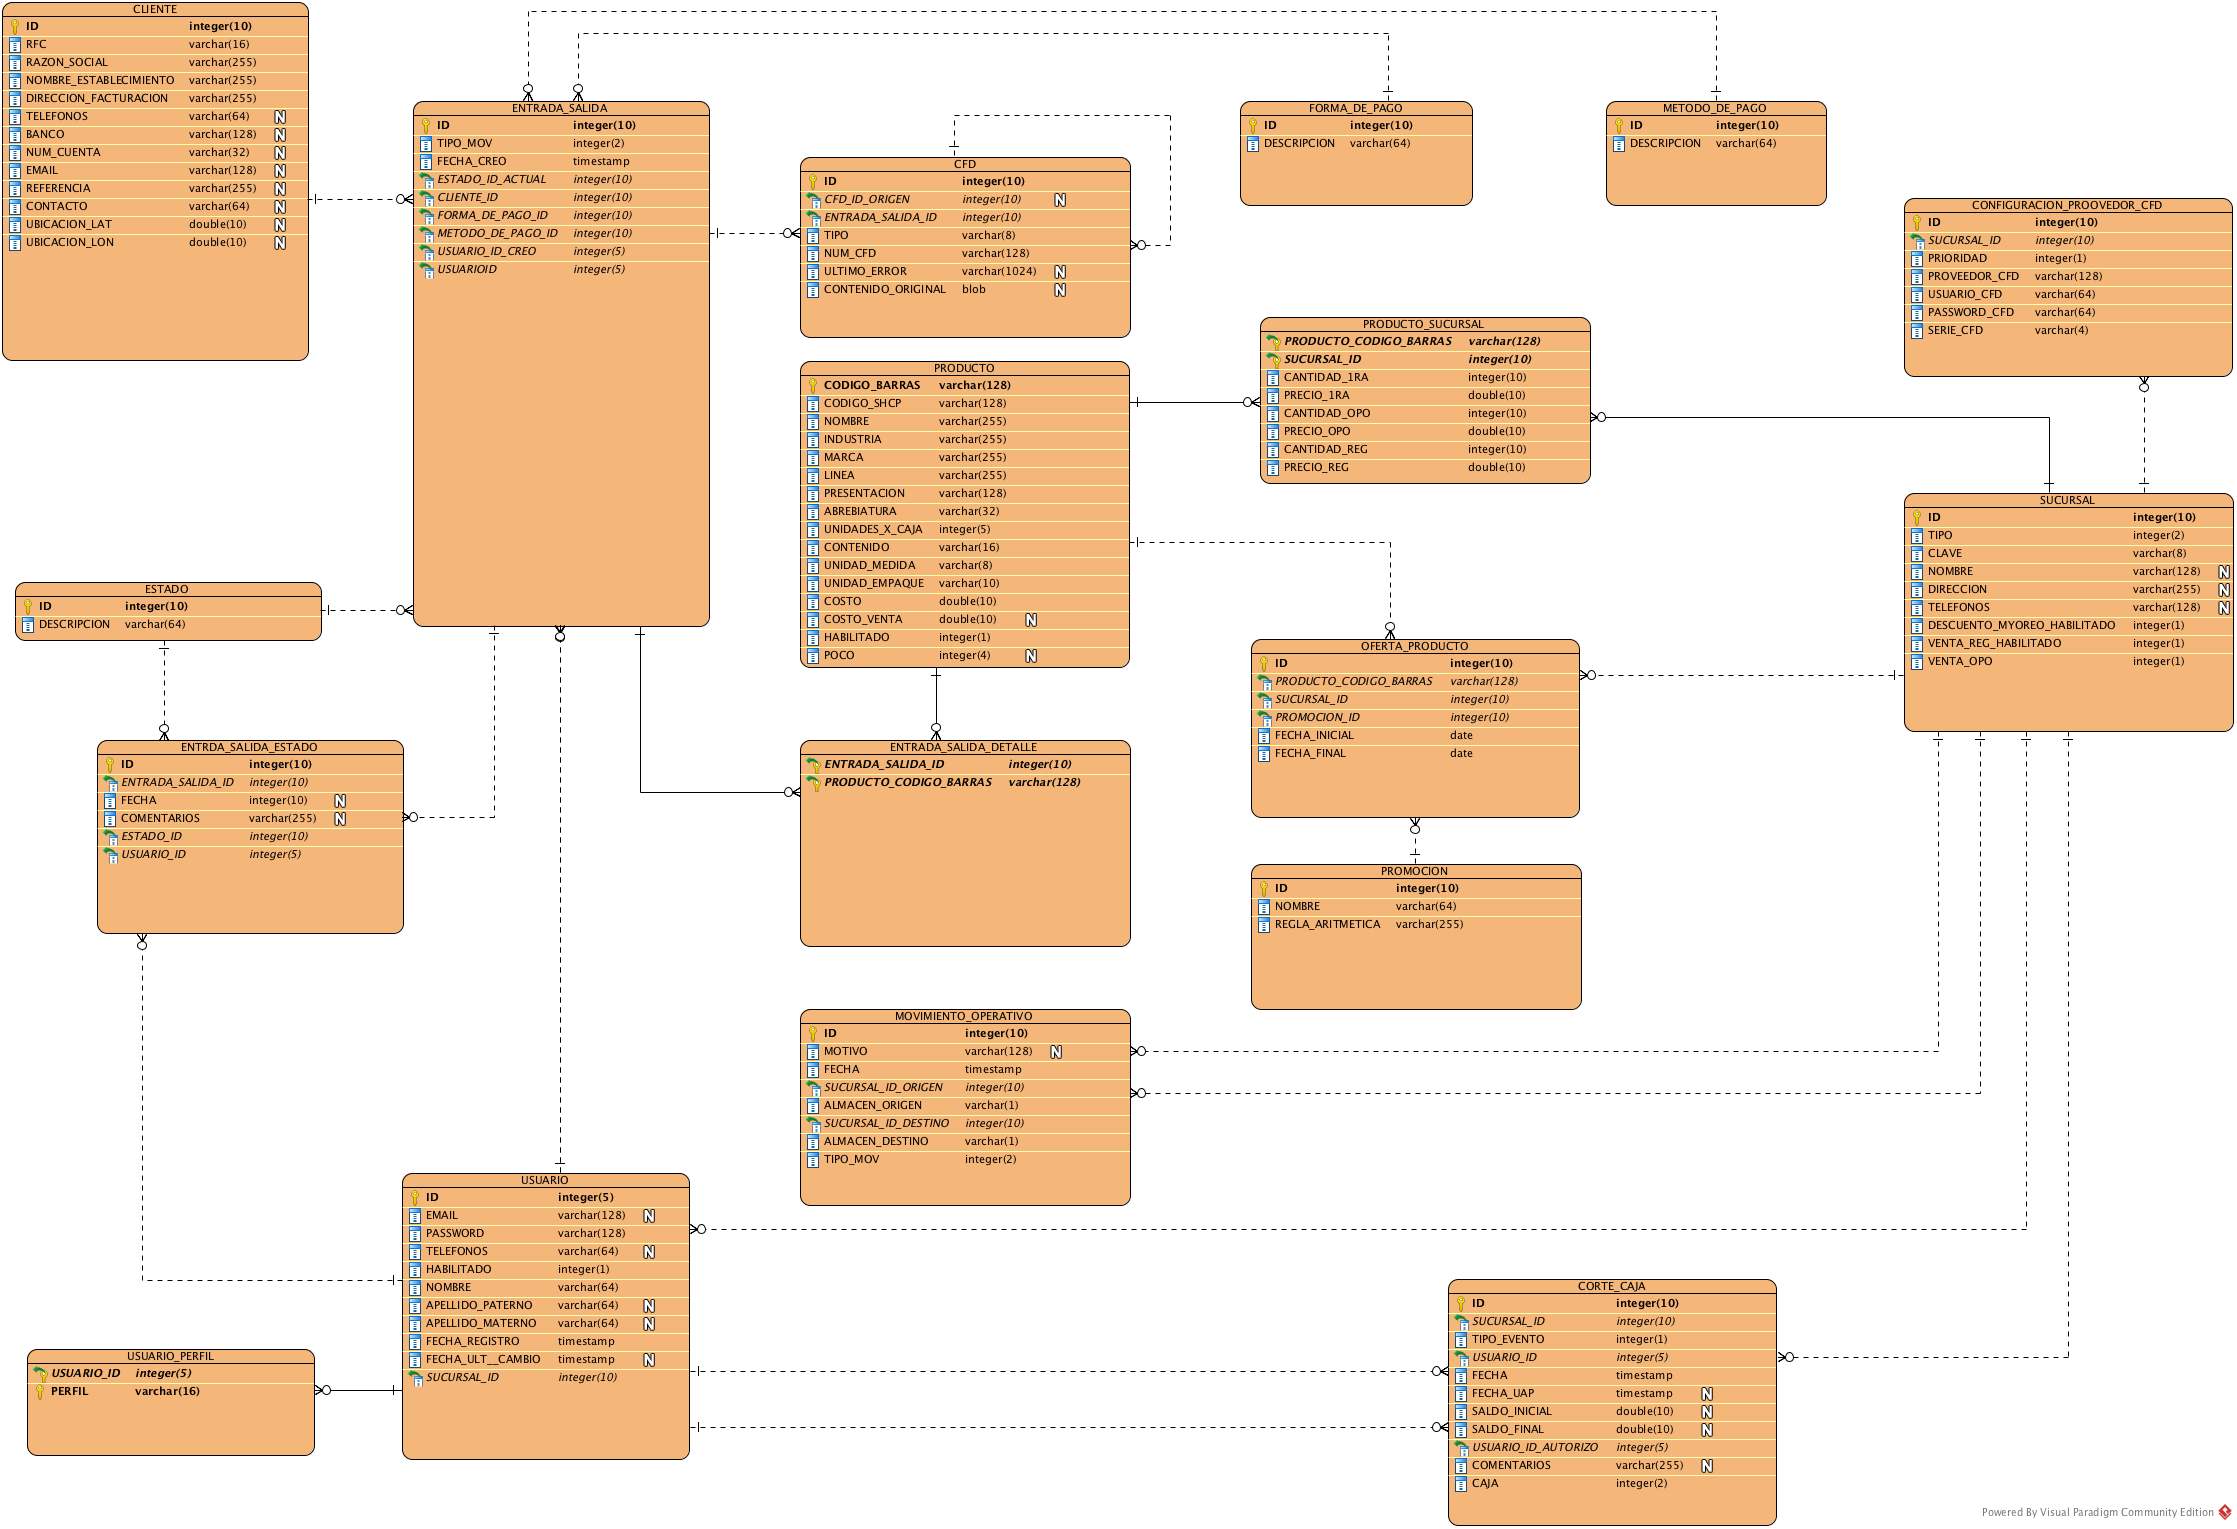 CLIENTE
ID integer(10)
RFC varchar(16)
RAZON_SOCIAL varchar(255)
NOMBRE_ESTABLECIMIENTO varchar(255)
DIRECCION_FACTURACION varchar(255)
TELEFONOS varchar(64) N
BANCO varchar(128) N
NUM_CUENTA varchar(32) N
EMAIL varchar(128) N
REFERENCIA varchar(255) N
CONTACTO varchar(64) N
UBICACION_LAT double(10) N
UBICACION_LON double(10) N
ENTRADA_SALIDA
ID integer(10)
TIPO_MOV integer(2)
FECHA_CREO timestamp
ESTADO_ID_ACTUAL integer(10)
CLIENTE_ID integer(10)
FORMA_DE_PAGO_ID integer(10)
METODO_DE_PAGO_ID integer(10)
USUARIO_ID_CREO integer(5)
USUARIOID integer(5)
CFD
ID integer(10)
CFD_ID_ORIGEN integer(10) N
ENTRADA_SALIDA_ID integer(10)
TIPO varchar(8)
NUM_CFD varchar(128)
ULTIMO_ERROR varchar(1024) N
CONTENIDO_ORIGINAL blob N
FORMA_DE_PAGO
ID integer(10)
DESCRIPCION varchar(64)
METODO_DE_PAGO
ID integer(10)
DESCRIPCION varchar(64)
CONFIGURACION_PROOVEDOR_CFD
ID integer(10)
SUCURSAL_ID integer(10)
PRIORIDAD integer(1)
PROVEEDOR_CFD varchar(128)
USUARIO_CFD varchar(64)
PASSWORD_CFD varchar(64)
SERIE_CFD varchar(4)
PRODUCTO_SUCURSAL
PRODUCTO_CODIGO_BARRAS varchar(128)
SUCURSAL_ID integer(10)
CANTIDAD_1RA integer(10)
PRECIO_1RA double(10)
CANTIDAD_OPO integer(10)
PRECIO_OPO double(10)
CANTIDAD_REG integer(10)
PRECIO_REG double(10)
PRODUCTO
CODIGO_BARRAS varchar(128)
CODIGO_SHCP varchar(128)
NOMBRE varchar(255)
INDUSTRIA varchar(255)
MARCA varchar(255)
LINEA varchar(255)
PRESENTACION varchar(128)
ABREBIATURA varchar(32)
UNIDADES_X_CAJA integer(5)
CONTENIDO varchar(16)
UNIDAD_MEDIDA varchar(8)
UNIDAD_EMPAQUE varchar(10)
COSTO double(10)
COSTO_VENTA double(10) N
HABILITADO integer(1)
POCO integer(4) N
SUCURSAL
ID integer(10)
TIPO integer(2)
CLAVE varchar(8)
NOMBRE varchar(128) N
DIRECCION varchar(255) N
TELEFONOS varchar(128) N
DESCUENTO_MYOREO_HABILITADO integer(1)
VENTA_REG_HABILITADO integer(1)
VENTA_OPO integer(1)
ESTADO
ID integer(10)
DESCRIPCION varchar(64)
OFERTA_PRODUCTO
ID integer(10)
PRODUCTO_CODIGO_BARRAS varchar(128)
SUCURSAL_ID integer(10)
PROMOCION_ID integer(10)
FECHA_INICIAL date
FECHA_FINAL date
ENTRDA_SALIDA_ESTADO
ID integer(10)
ENTRADA_SALIDA_ID integer(10)
FECHA integer(10) N
COMENTARIOS varchar(255) N
ESTADO_ID integer(10)
USUARIO_ID integer(5)
ENTRADA_SALIDA_DETALLE
ENTRADA_SALIDA_ID integer(10)
PRODUCTO_CODIGO_BARRAS varchar(128)
PROMOCION
ID integer(10)
NOMBRE varchar(64)
REGLA_ARITMETICA varchar(255)
MOVIMIENTO_OPERATIVO
ID integer(10)
MOTIVO varchar(128) N
FECHA timestamp
SUCURSAL_ID_ORIGEN integer(10)
ALMACEN_ORIGEN varchar(1)
SUCURSAL_ID_DESTINO integer(10)
ALMACEN_DESTINO varchar(1)
TIPO_MOV integer(2)
USUARIO
ID integer(5)
EMAIL varchar(128) N
PASSWORD varchar(128)
TELEFONOS varchar(64) N
HABILITADO integer(1)
NOMBRE varchar(64)
APELLIDO_PATERNO varchar(64) N
APELLIDO_MATERNO varchar(64) N
FECHA_REGISTRO timestamp
FECHA_ULT__CAMBIO timestamp N
SUCURSAL_ID integer(10)
USUARIO_PERFIL
USUARIO_ID integer(5)
PERFIL varchar(16)
CORTE_CAJA
ID integer(10)
SUCURSAL_ID integer(10)
TIPO_EVENTO integer(1)
USUARIO_ID integer(5)
FECHA timestamp
FECHA_UAP timestamp N
SALDO_INICIAL double(10) N
SALDO_FINAL double(10) N
USUARIO_ID_AUTORIZO integer(5)
COMENTARIOS varchar(255) N
CAJA integer(2)
Powered By Visual Paradigm Community Edition